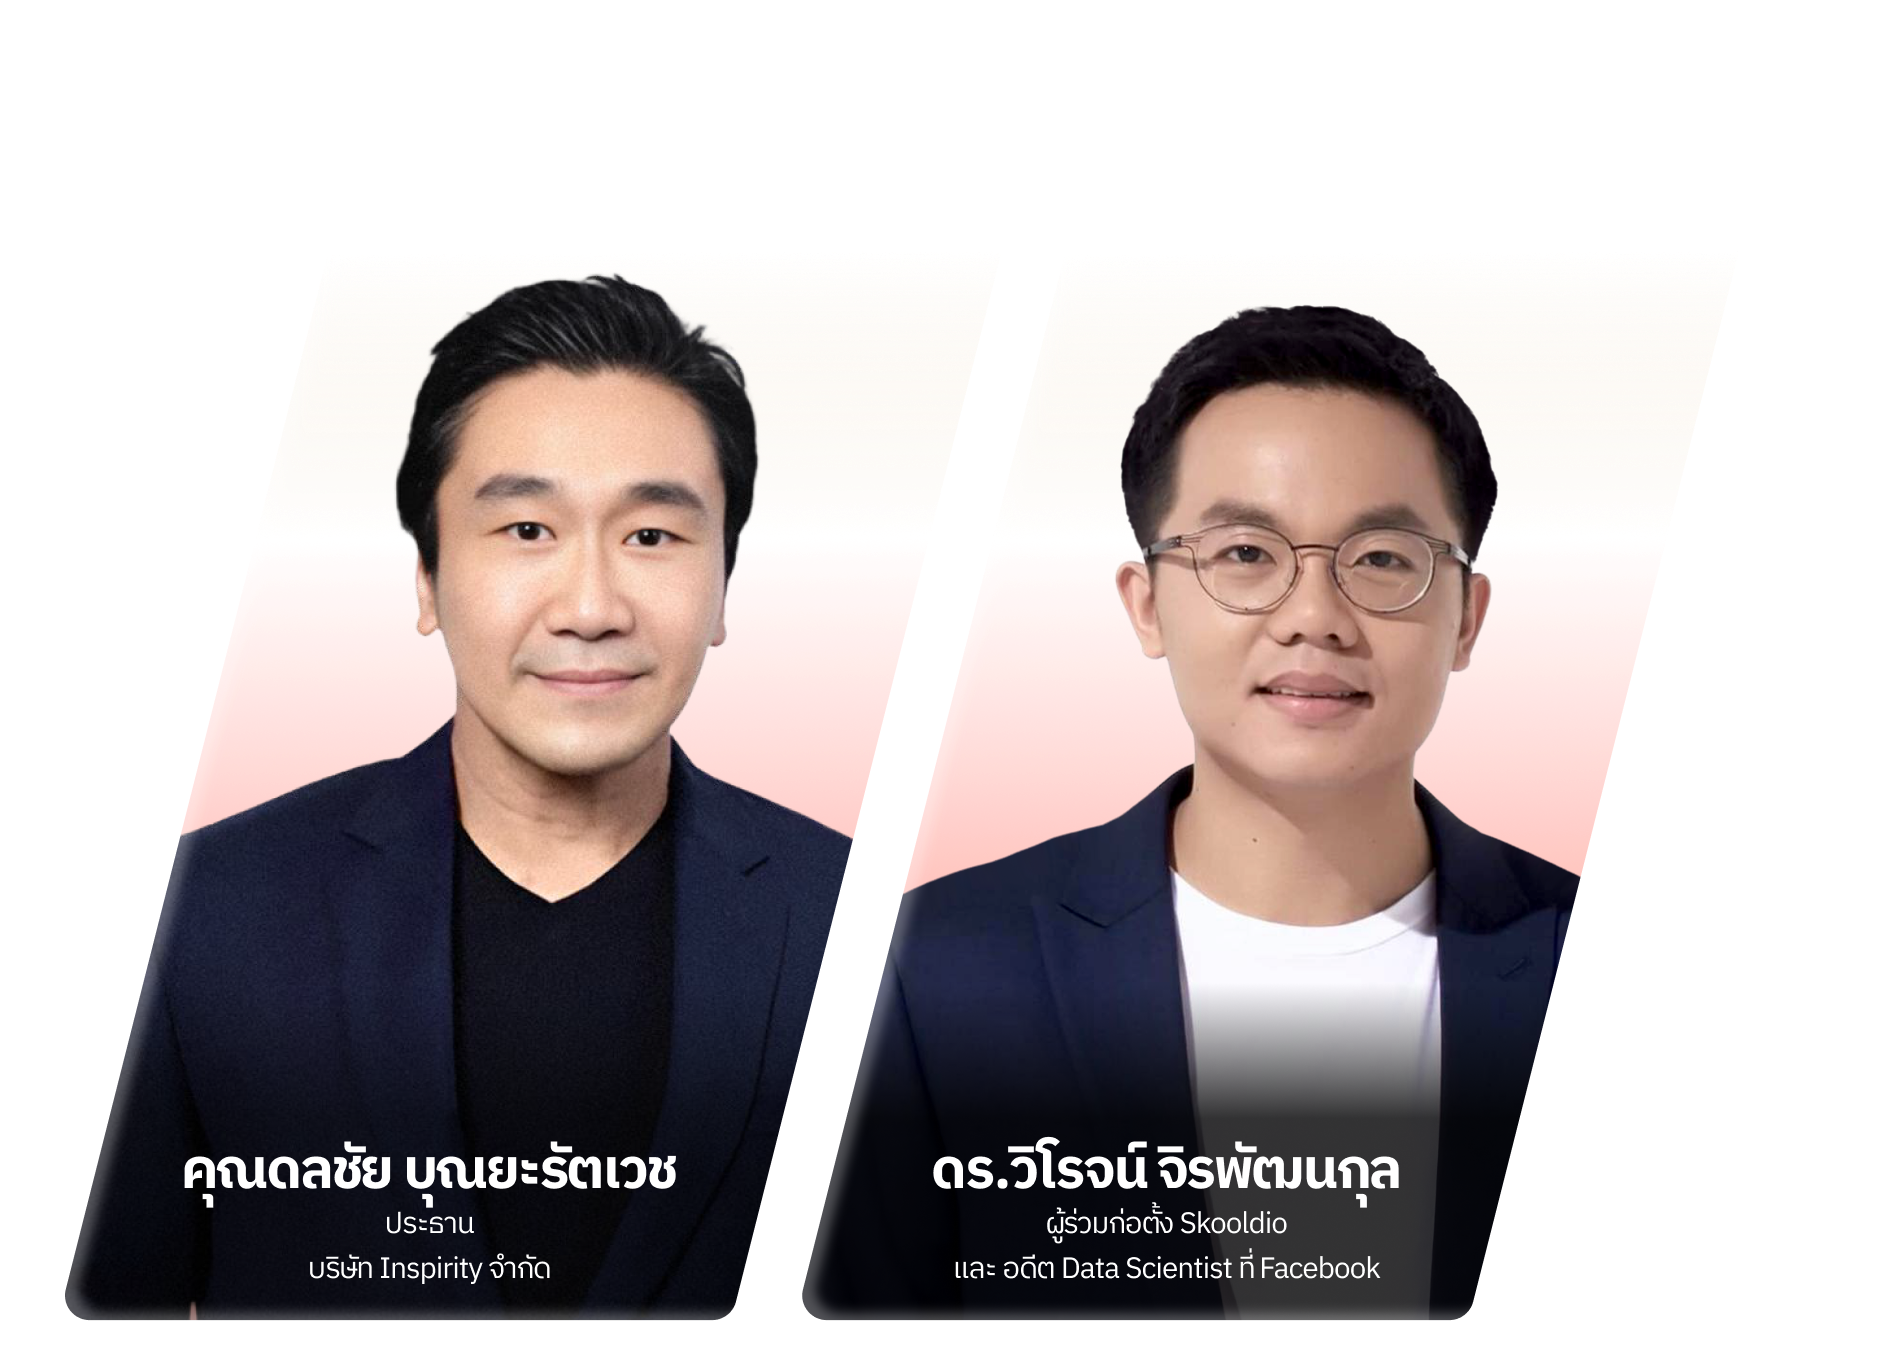 คุณดลชัย บุณยะรัตเวช
ประธาน
บริษัท Inspirity จำกัด
ดร.วิโรจน์ จิรพัฒนกุล
ผู้ร่วมก่อตั้ง Skooldio
และ อดีต Data Scientist ที่ Facebook